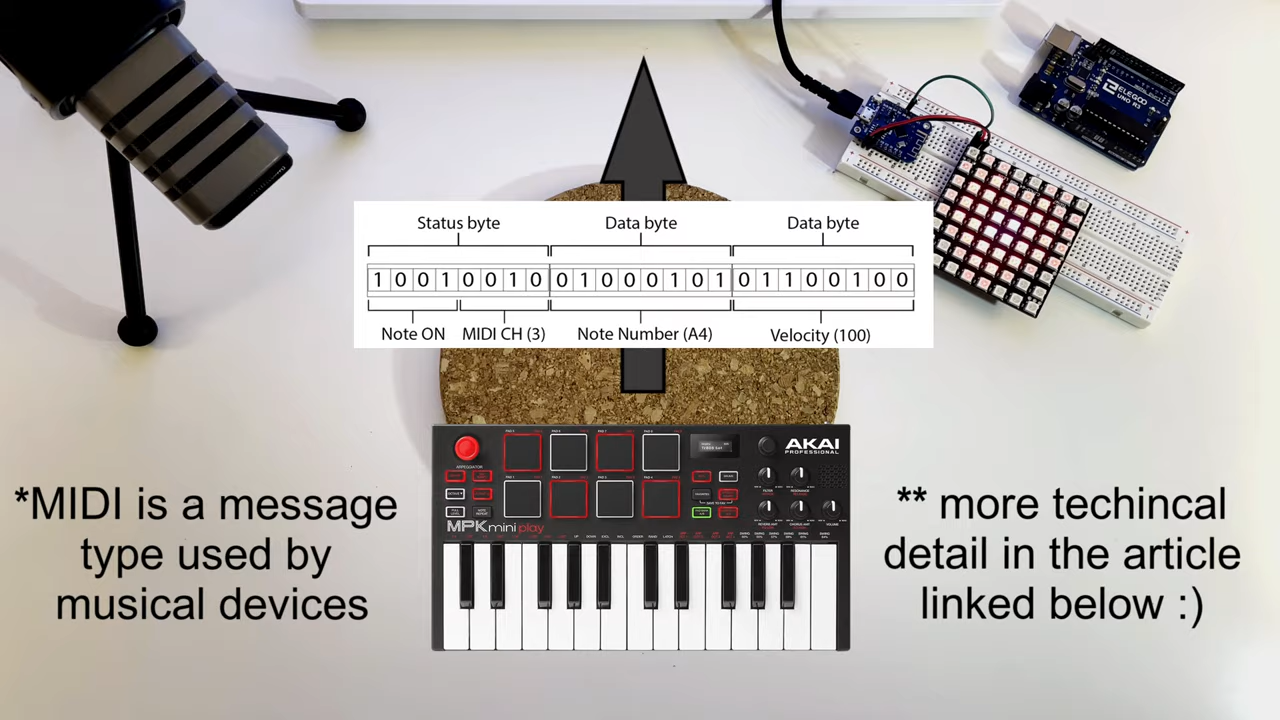 ELEGOO
UNO R3
Status byte Data byte Data byte
1 0 0 1 0 0 1 0 0 1 0 0 0 1 0 1 0 1 1 0 0 1 0 0
Note ON MIDI CH (3) Note Number (A4) Velocity (100)
AKAI
PROFESSIONAL
ARPEGGIATOR
MPK mini play
*MIDI is a message
type used by
musical devices
** more techincal
detail in the article
linked below :)